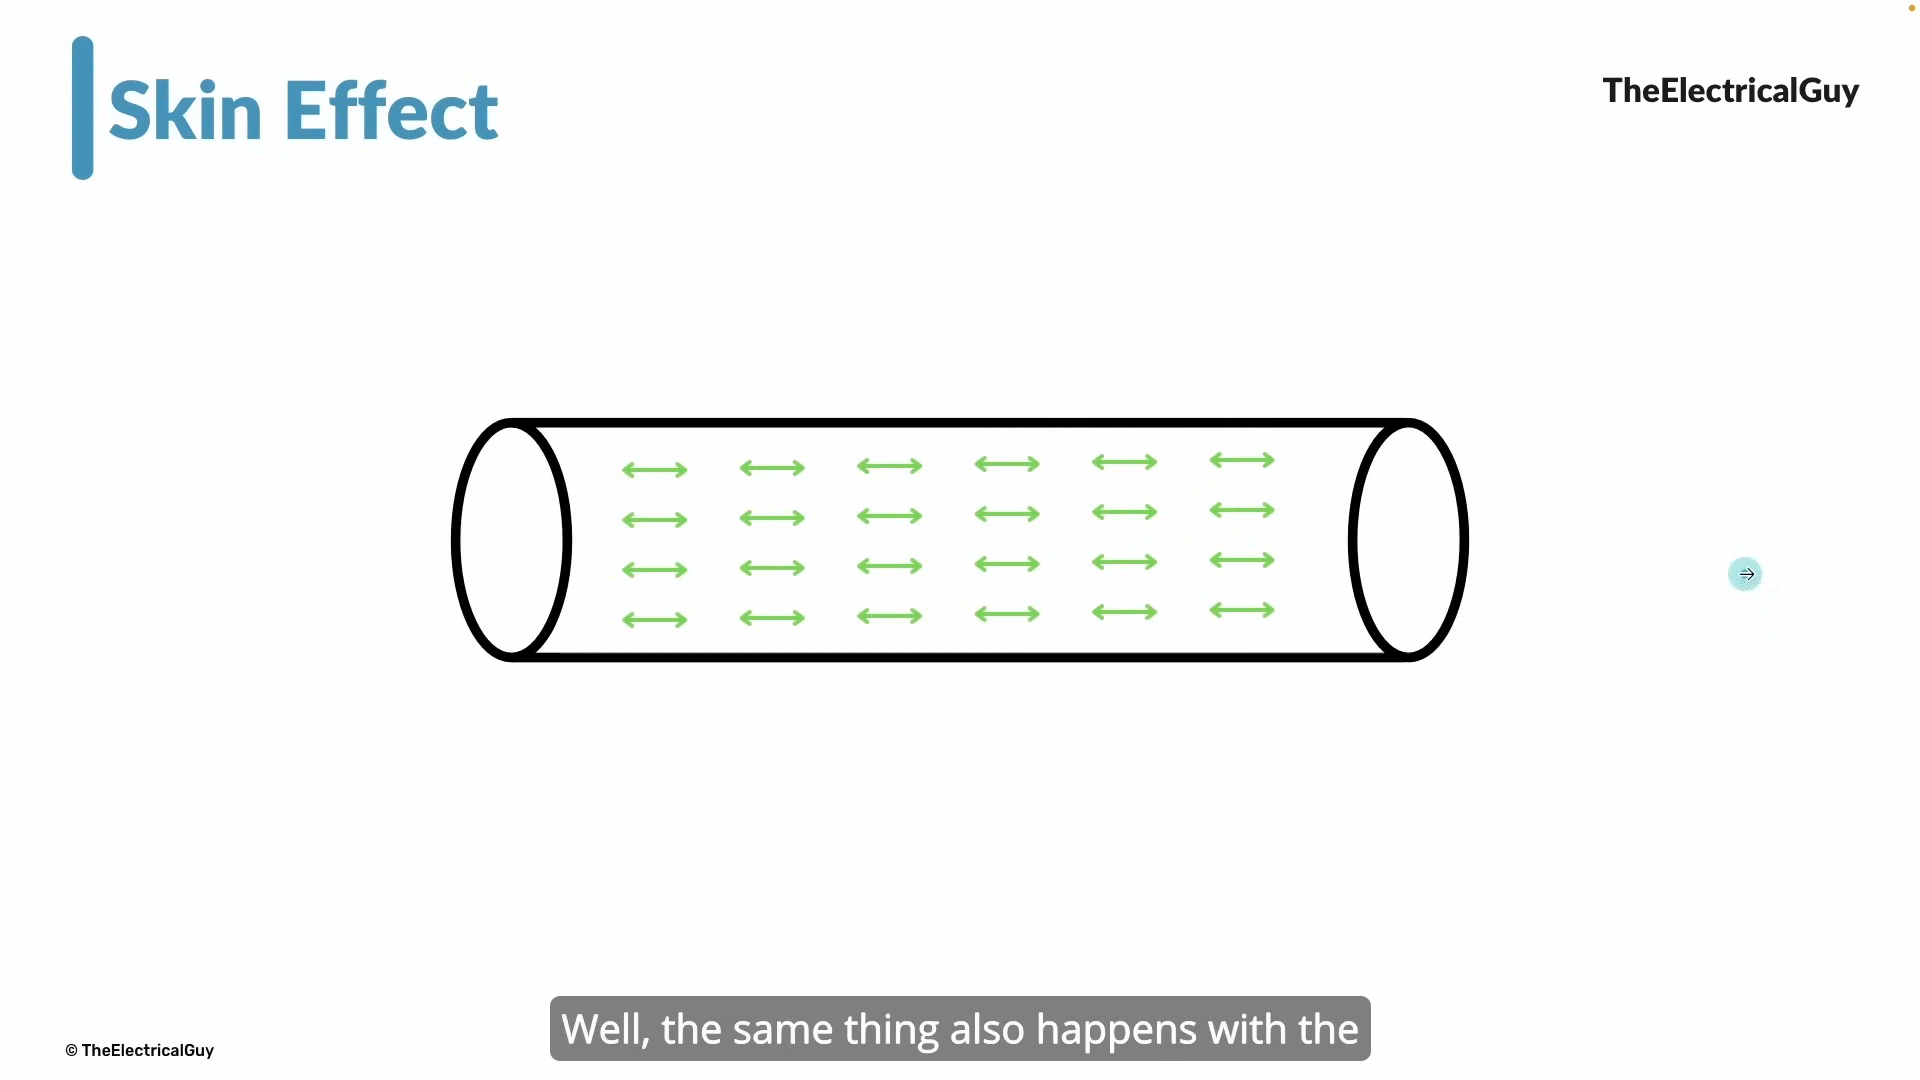 Skin Effect
TheElectricalGuy
Well, the same thing also happens with the
© TheElectricalGuy